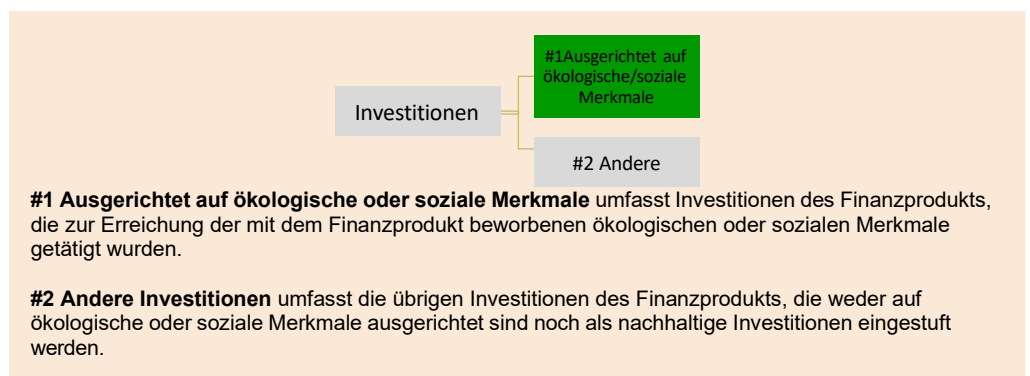 #1Ausgerichtet auf
ökologische/soziale
Merkmale
Investitionen
#2 Andere
#1 Ausgerichtet auf ökologische oder soziale Merkmale umfasst Investitionen des Finanzprodukts,
die zur Erreichung der mit dem Finanzprodukt beworbenen ökologischen oder sozialen Merkmale
getätigt wurden.
#2 Andere Investitionen umfasst die übrigen Investitionen des Finanzprodukts, die weder auf
ökologische oder soziale Merkmale ausgerichtet sind noch als nachhaltige Investitionen eingestuft
werden.